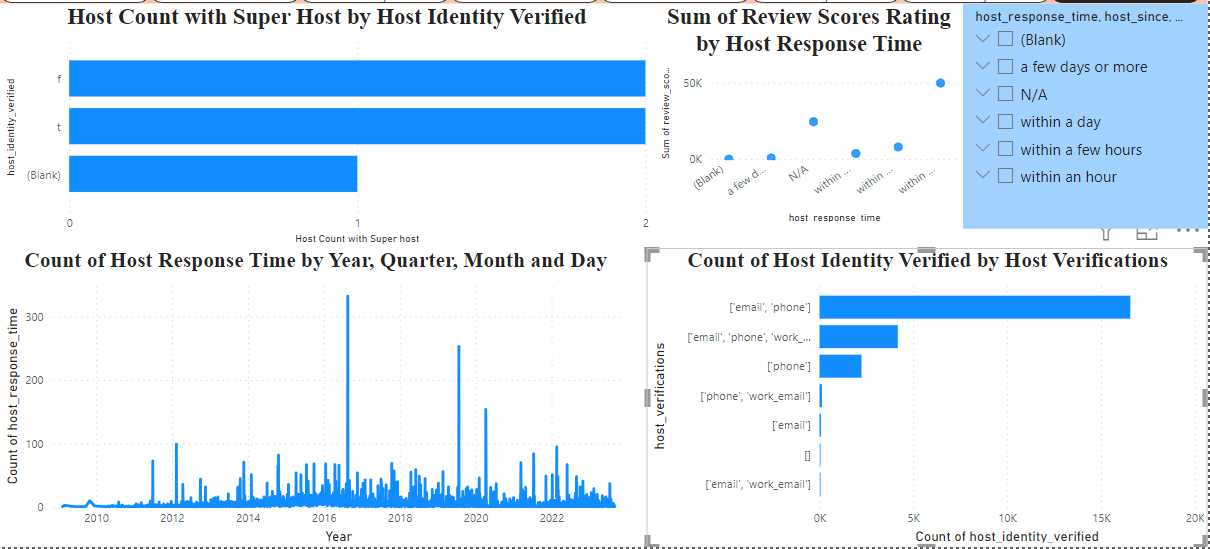 Host Count with Super Host by Host Identity Verified
host_identity_verified
f
t
(Blank)
0
1
2
Host Count with Super host
Sum of Review Scores Rating
by Host Response Time
Sum of review_sco...
50K
0K
(Blank)
a few d...
N/A
within ...
within ...
within ...
host_response_time
host_response_time, host_since, ...
(Blank)
a few days or more
N/A
within a day
within a few hours
within an hour
Count of Host Response Time by Year, Quarter, Month and Day
Count of host_response_time
300
200
100
0
2010
2012
2014
2016
2018
2020
2022
Year
Count of Host Identity Verified by Host Verifications
host_verifications
['email', 'phone']
['email', 'phone', 'work_...
['phone']
['phone', 'work_email']
['email']
[]
['email', 'work_email']
0K
5K
10K
15K
20K
Count of host_identity_verified